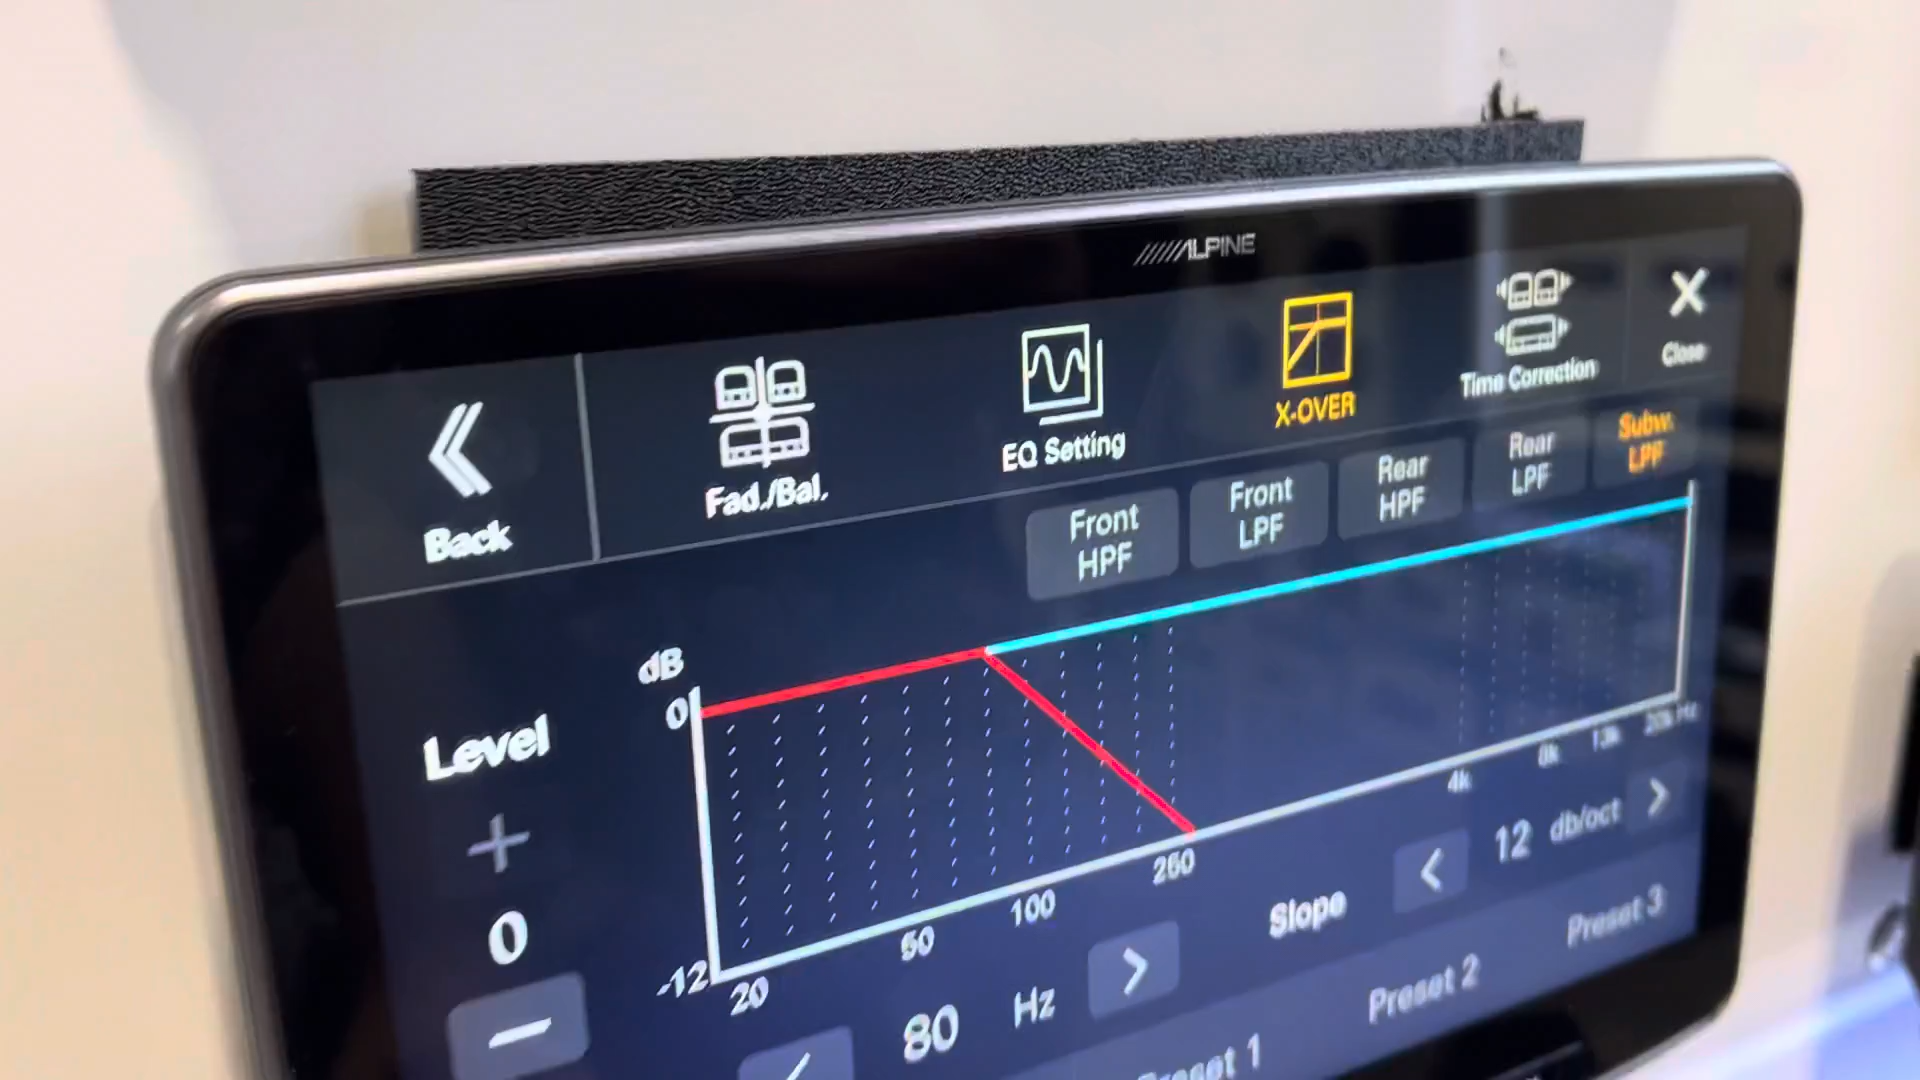 ALPINE
Back
Fad./Bal.
EQ Setting
X-OVER
Time Correction
Close
Front
HPF
Front
LPF
Rear
HPF
Rear
LPF
Subw.
LPF
dB
0
-12
20
50
100
250
4k
8k
13k
20k Hz
Level
0
80 Hz
Slope
12 db/oct
Preset 1
Preset 2
Preset 3